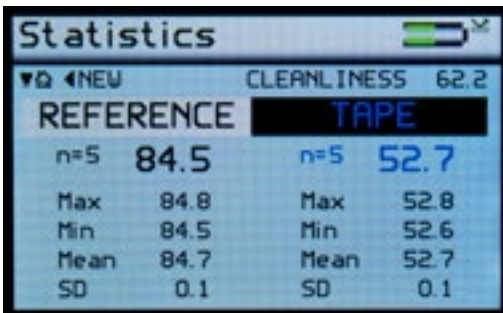 Statistics
▼⌂ ◀NEW CLEANLINESS 62.2
REFERENCE TAPE
n=5 84.5 n=5 52.7
Max 84.8 Max 52.8
Min 84.5 Min 52.6
Mean 84.7 Mean 52.7
SD 0.1 SD 0.1